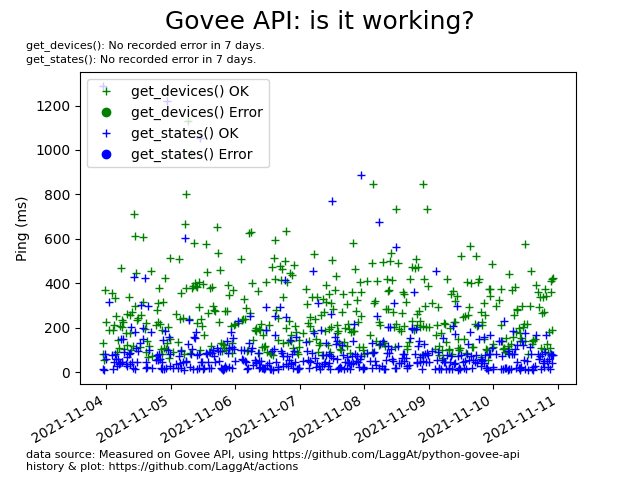 Govee API: is it working?
get_devices(): No recorded error in 7 days.
get_states(): No recorded error in 7 days.
get_devices() OK
get_devices() Error
get_states() OK
get_states() Error
Ping (ms)
1200
1000
800
600
400
200
0
2021-11-04
2021-11-05
2021-11-06
2021-11-07
2021-11-08
2021-11-09
2021-11-10
2021-11-11
data source: Measured on Govee API, using https://github.com/LaggAt/python-govee-api
history & plot: https://github.com/LaggAt/actions